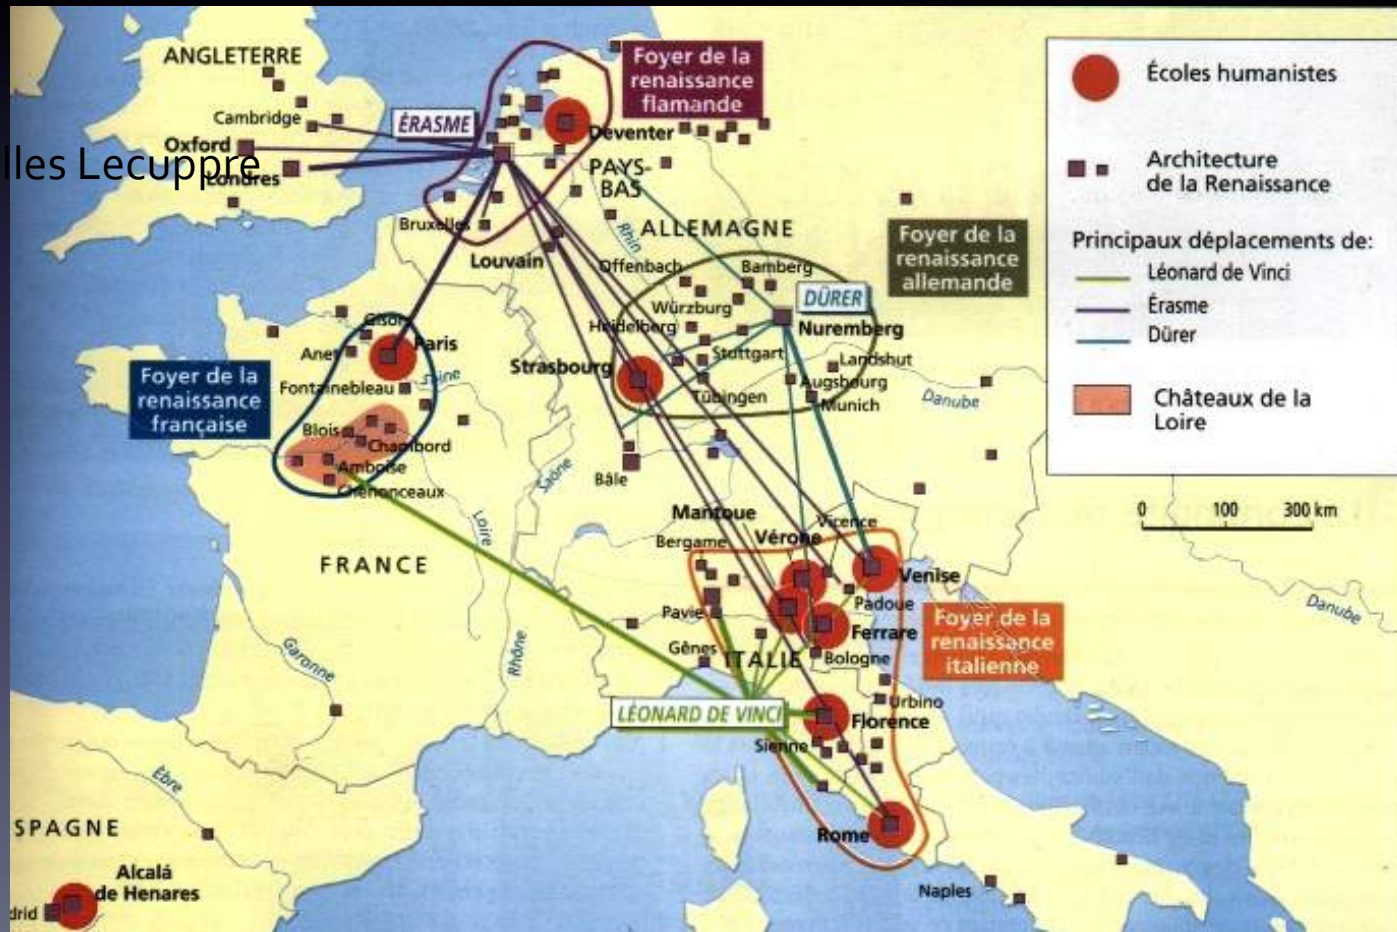 ANGLETERRE
Cambridge
Oxford
Londres
lles Lecuppre
ÉRASME
Foyer de la
renaissance
flamande
Deventer
PAYS-
BAS
Bruxelles
Louvain
Rhin
ALLEMAGNE
Offenbach
Bamberg
Würzburg
DÜRER
Heidelberg
Nuremberg
Stuttgart
Strasbourg
Landshut
Augsbourg
Tübingen
Munich
Foyer de la
renaissance
allemande
Danube
Gisors
Anet
Paris
Fontainebleau
Seine
Foyer de la
renaissance
française
Blois
Chambord
Amboise
Chenonceaux
Saône
Bâle
Loire
FRANCE
Mantoue
Vérone
Vicence
Bergame
Venise
Padoue
Pavie
Ferrare
Gênes
ITALIE
Bologne
Foyer de la
renaissance
italienne
Danube
Garonne
Rhône
LÉONARD DE VINCI
Urbino
Florence
Sienne
Rome
Naples
Èbre
SPAGNE
Alcalá
de Henares
drid
Écoles humanistes
Architecture
de la Renaissance
Principaux déplacements de:
Léonard de Vinci
Érasme
Dürer
Châteaux de la
Loire
0 100 300 km